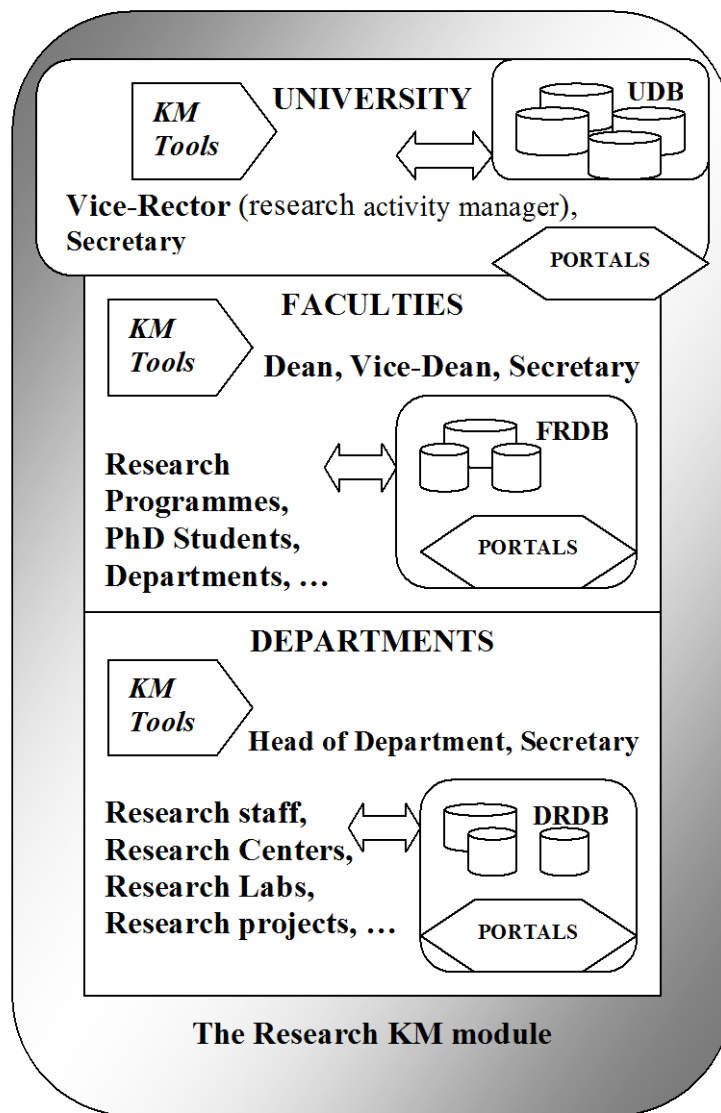 UNIVERSITY
KM
Tools
UDB
Vice-Rector (research activity manager),
Secretary
PORTALS
FACULTIES
KM
Tools
Dean, Vice-Dean, Secretary
FRDB
Research
Programmes,
PhD Students,
Departments, …
PORTALS
DEPARTMENTS
KM
Tools
Head of Department, Secretary
DRDB
Research staff,
Research Centers,
Research Labs,
Research projects, …
PORTALS
The Research KM module